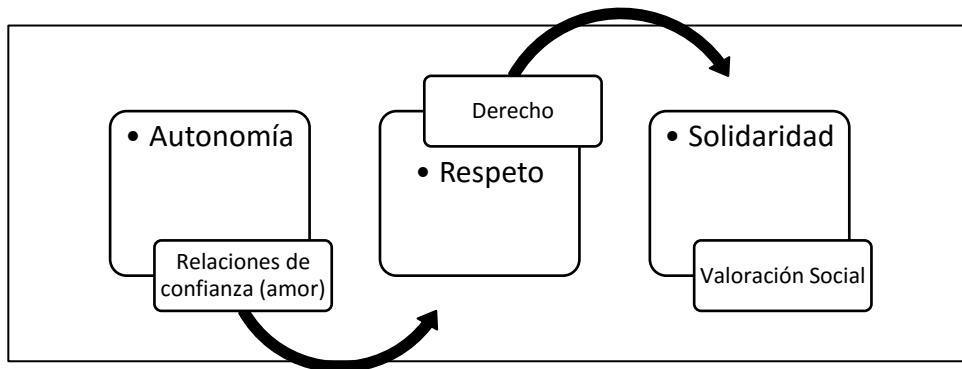 • Autonomía
Relaciones de
confianza (amor)
Derecho
• Respeto
• Solidaridad
Valoración Social